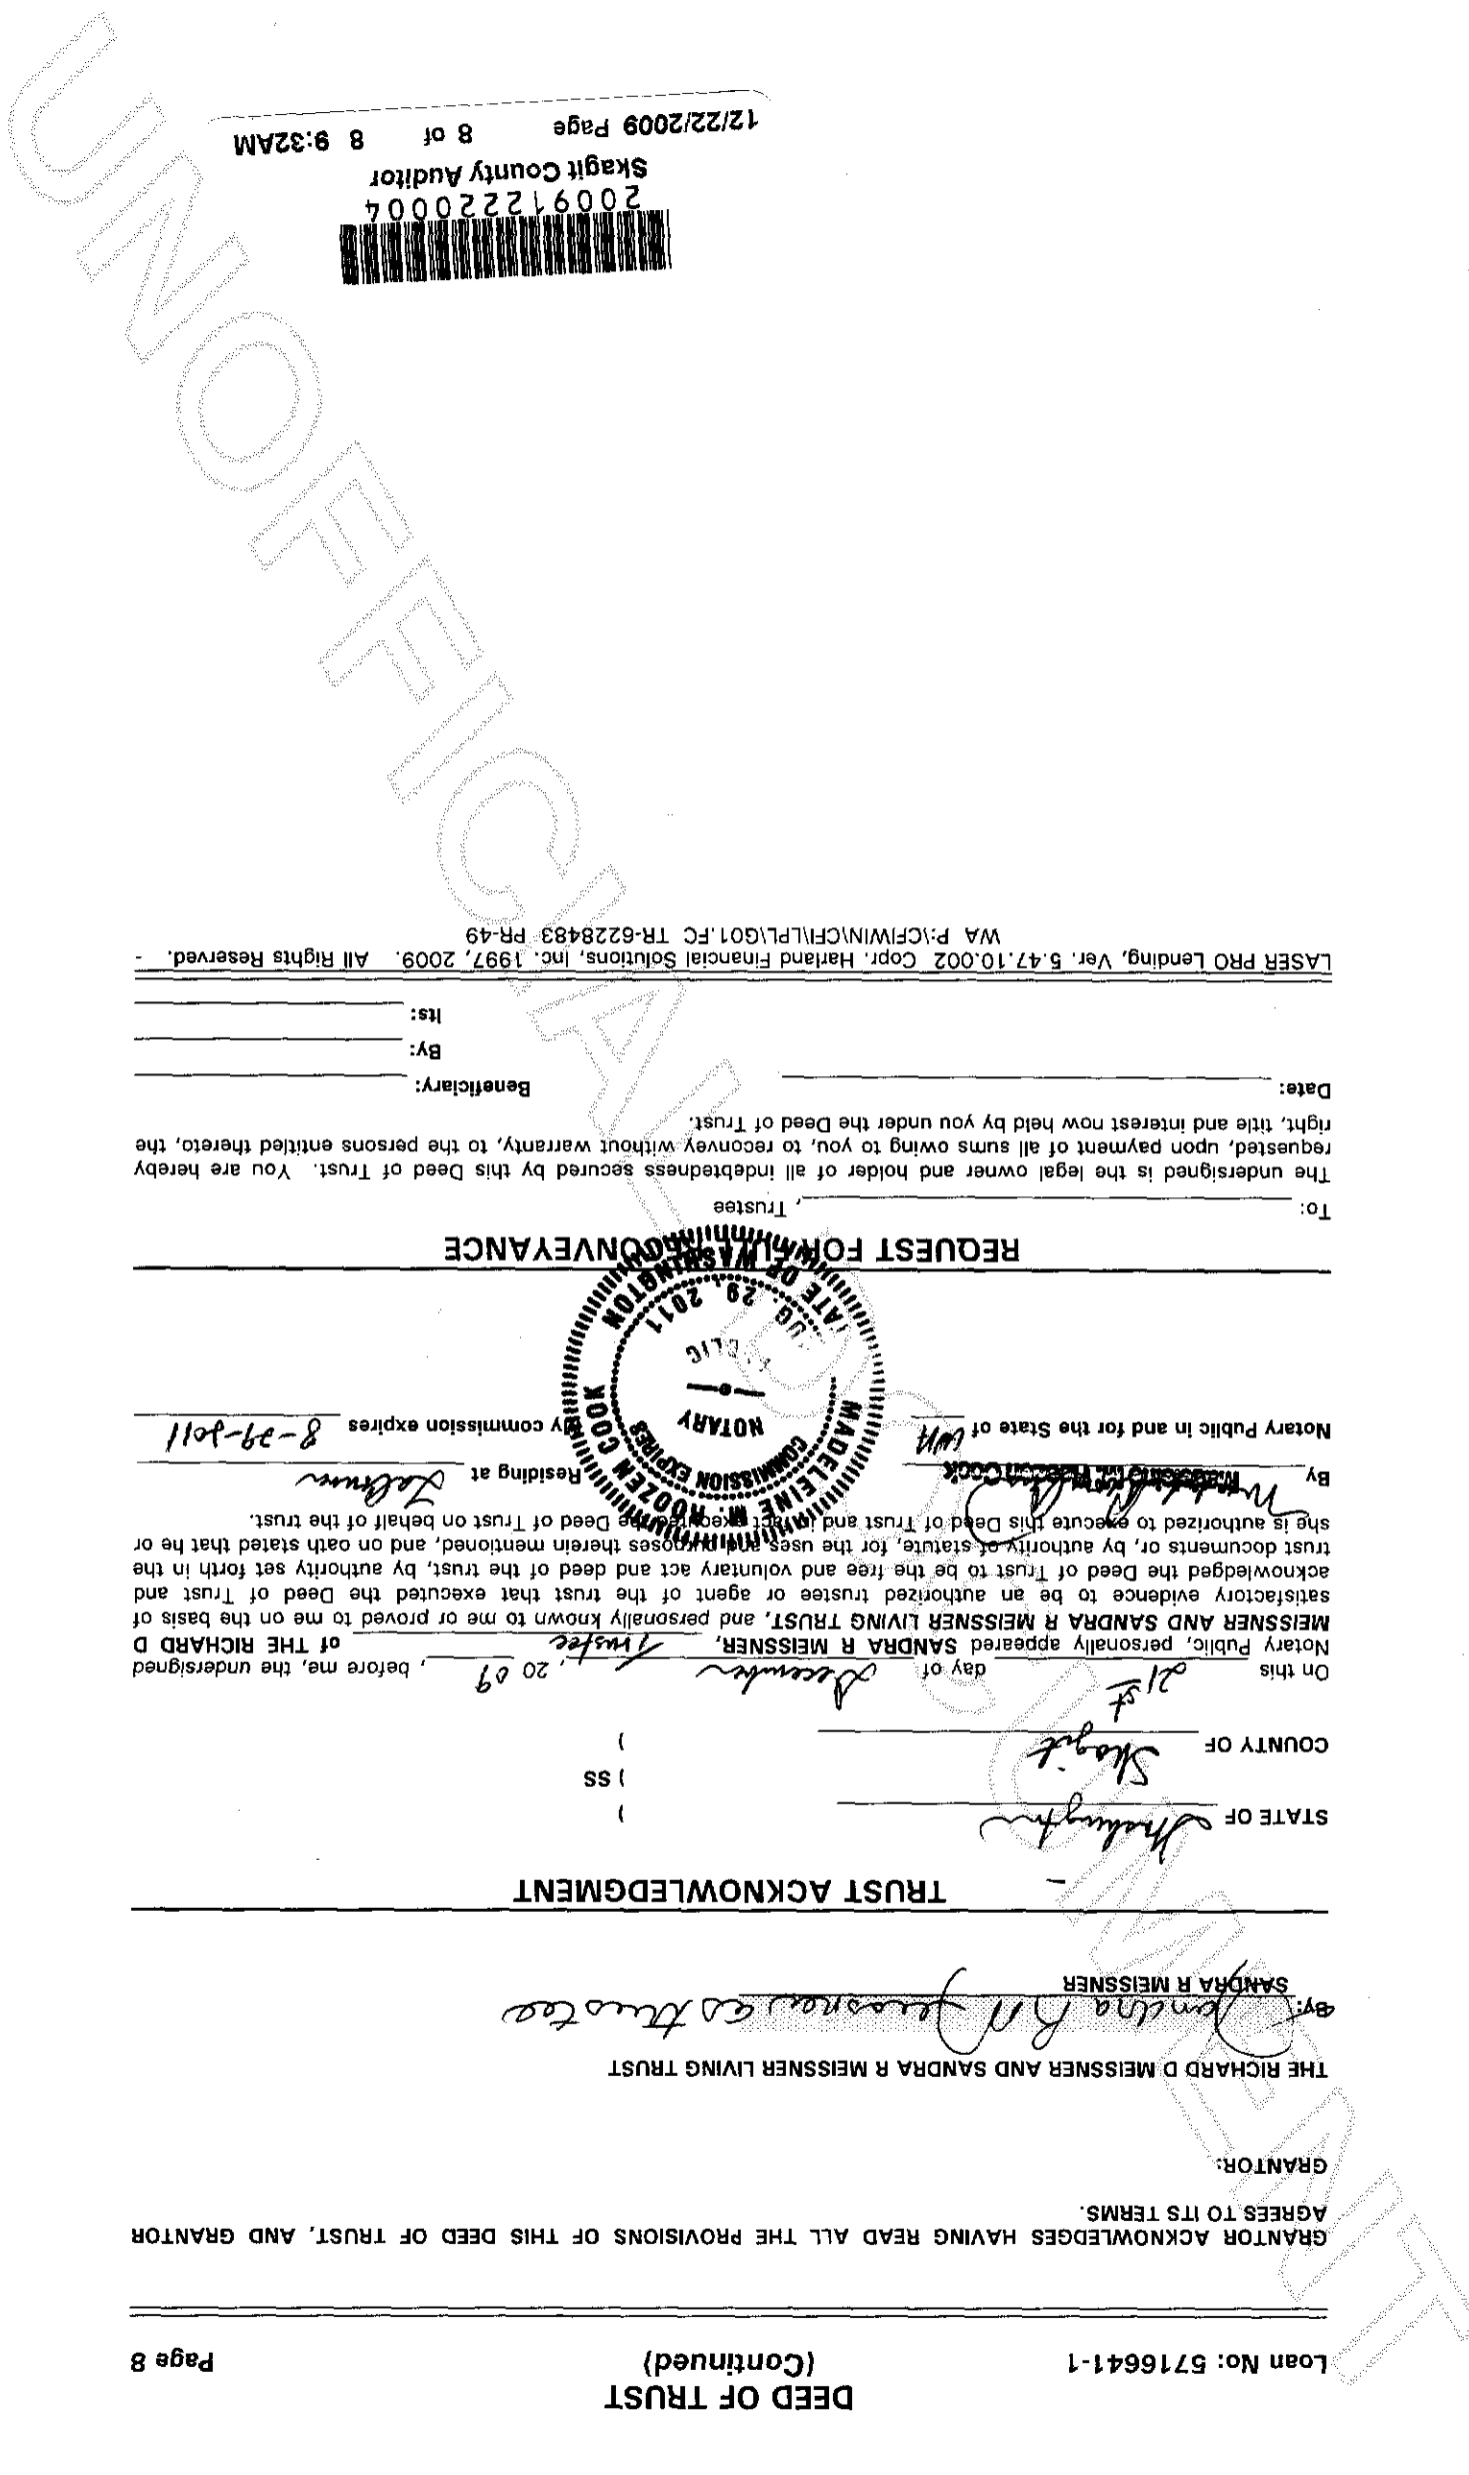 DEED OF TRUST
Loan No: 5716641-1 (Continued) Page 8
GRANTOR ACKNOWLEDGES HAVING READ ALL THE PROVISIONS OF THIS DEED OF TRUST, AND GRANTOR
AGREES TO ITS TERMS.
GRANTOR:
THE RICHARD D MEISSNER AND SANDRA R MEISSNER LIVING TRUST
By: Sandra R Meissner as trustee
SANDRA R MEISSNER
TRUST ACKNOWLEDGMENT
STATE OF Washington )
) SS
COUNTY OF Skagit )
On this 21st day of December, 20 09, before me, the undersigned
Notary Public, personally appeared SANDRA R MEISSNER, Trustee of THE RICHARD D
MEISSNER AND SANDRA R MEISSNER LIVING TRUST, and personally known to me or proved to me on the basis of
satisfactory evidence to be an authorized trustee or agent of the trust that executed the Deed of Trust and
acknowledged the Deed of Trust to be the free and voluntary act and deed of the trust, by authority set forth in the
trust documents or, by authority of statute, for the uses and purposes therein mentioned, and on oath stated that he or
she is authorized to execute this Deed of Trust and in fact executed the Deed of Trust on behalf of the trust.
By Residing at
Notary Public in and for the State of WA My commission expires 8-29-2011
MADELEINE M. ROOZEN COOK
COMMISSION EXPIRES
NOTARY
PUBLIC
AUG. 29, 2011
STATE OF WASHINGTON
REQUEST FOR FULL RECONVEYANCE
To: , Trustee
The undersigned is the legal owner and holder of all indebtedness secured by this Deed of Trust. You are hereby
requested, upon payment of all sums owing to you, to reconvey without warranty, to the persons entitled thereto, the
right, title and interest now held by you under the Deed of Trust.
Date: Beneficiary:
By:
Its:
LASER PRO Lending, Ver. 5.47.10.002 Copr. Harland Financial Solutions, Inc. 1997, 2009. All Rights Reserved. -
WA P:\CFIWIN\CFI\LPL\G01.FC TR-6228483 PR-49
200912220004
Skagit County Auditor
12/22/2009 Page 8 of 8 9:32AM
UNOFFICIAL DOCUMENT